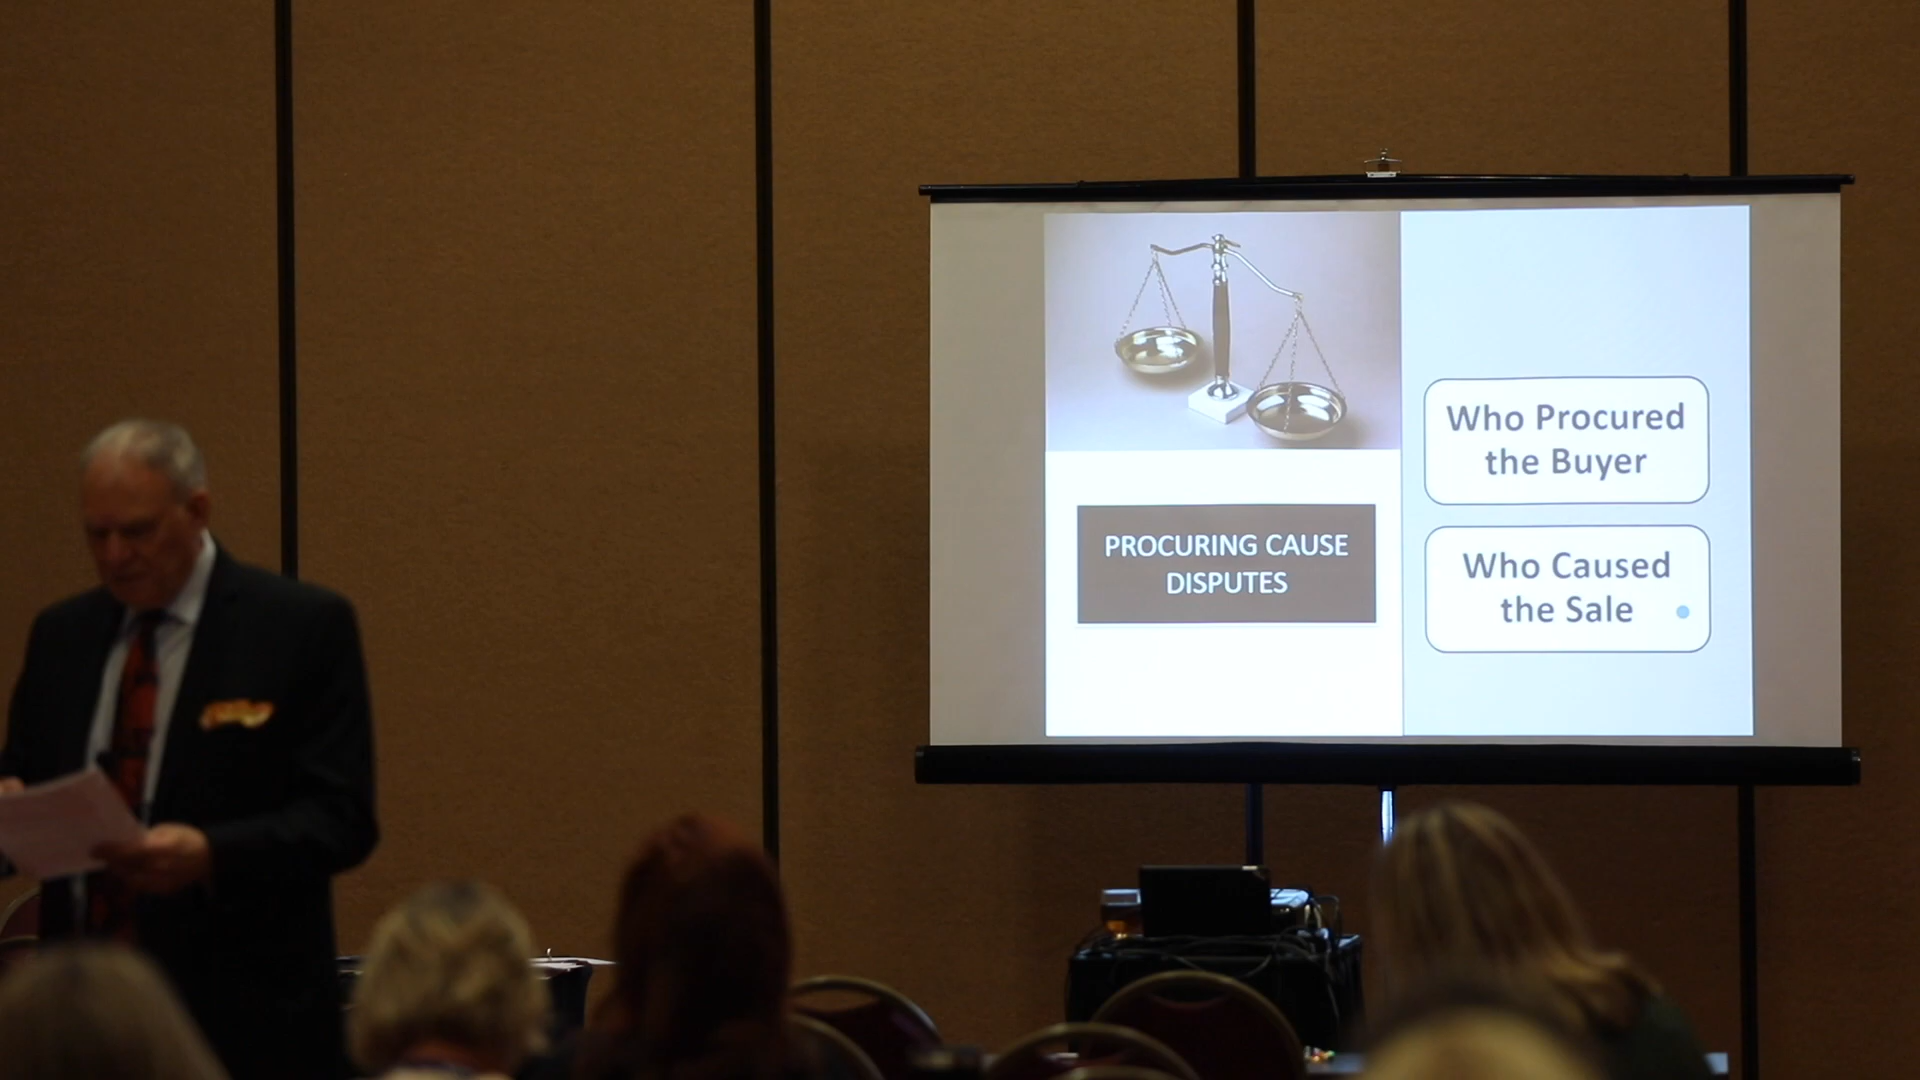 PROCURING CAUSE
DISPUTES
Who Procured
the Buyer
Who Caused
the Sale